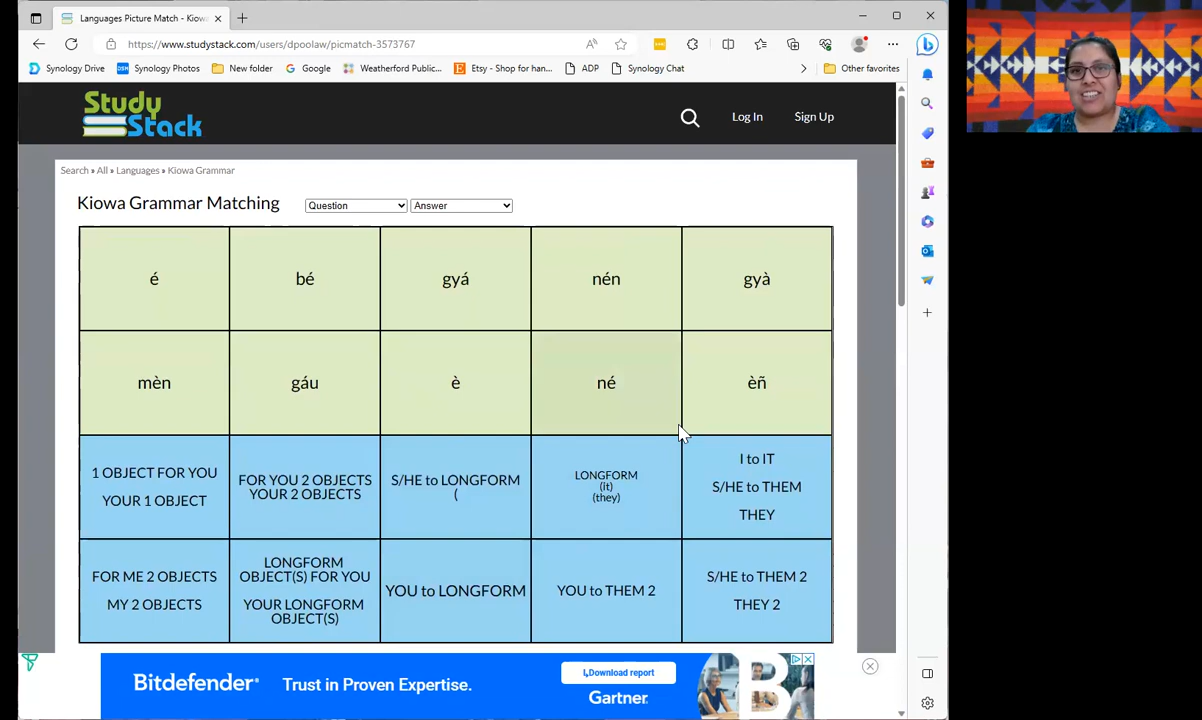 Languages Picture Match - Kiowa
https://www.studystack.com/users/dpoolaw/picmatch-3573767
Synology Drive
Synology Photos
New folder
Google
Weatherford Public...
Etsy - Shop for han...
ADP
Synology Chat
Other favorites
Study
Stack
Log In
Sign Up
Search » All » Languages » Kiowa Grammar
Kiowa Grammar Matching
Question
Answer
é
bé
gyá
nén
gyà
mèn
gáu
è
né
èñ
1 OBJECT FOR YOU
YOUR 1 OBJECT
FOR YOU 2 OBJECTS
YOUR 2 OBJECTS
S/HE to LONGFORM
(
LONGFORM
(it)
(they)
I to IT
S/HE to THEM
THEY
FOR ME 2 OBJECTS
MY 2 OBJECTS
LONGFORM
OBJECT(S) FOR YOU
YOUR LONGFORM
OBJECT(S)
YOU to LONGFORM
YOU to THEM 2
S/HE to THEM 2
THEY 2
Bitdefender
Trust in Proven Expertise.
Download report
Gartner